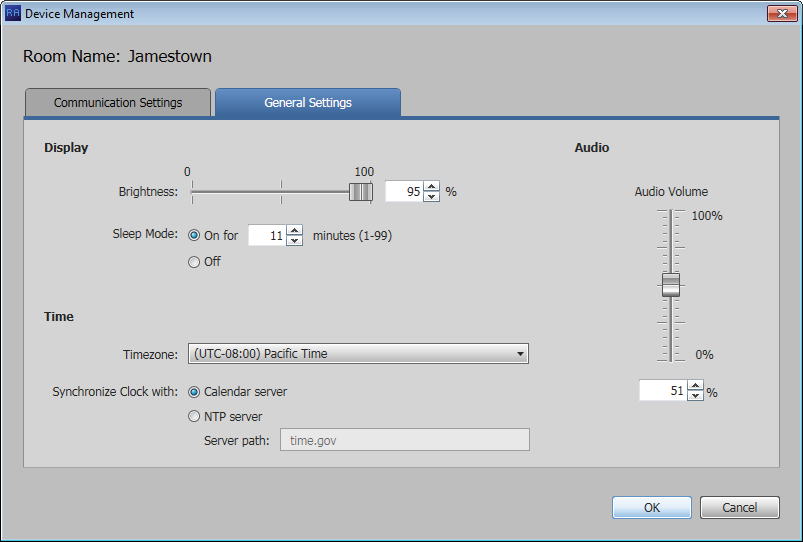 RA Device Management
Room Name: Jamestown
Communication Settings
General Settings
Display
0 100
Brightness: 95 %
Sleep Mode: On for 11 minutes (1-99)
Off
Time
Timezone: (UTC-08:00) Pacific Time
Synchronize Clock with: Calendar server
NTP server
Server path: time.gov
Audio
Audio Volume
100%
0%
51 %
OK Cancel